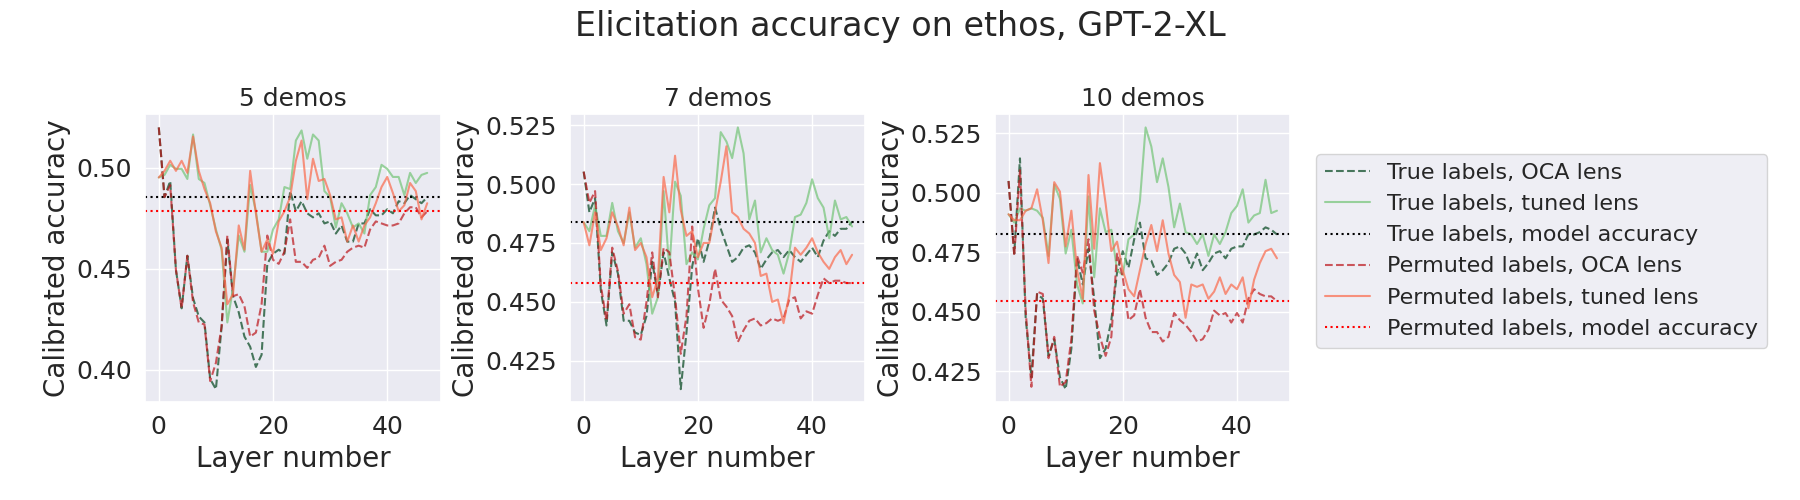 Elicitation accuracy on ethos, GPT-2-XL
5 demos
Calibrated accuracy
0.50
0.45
0.40
0
20
40
Layer number
7 demos
Calibrated accuracy
0.525
0.500
0.475
0.450
0.425
0
20
40
Layer number
10 demos
Calibrated accuracy
0.525
0.500
0.475
0.450
0.425
0
20
40
Layer number
True labels, OCA lens
True labels, tuned lens
True labels, model accuracy
Permuted labels, OCA lens
Permuted labels, tuned lens
Permuted labels, model accuracy